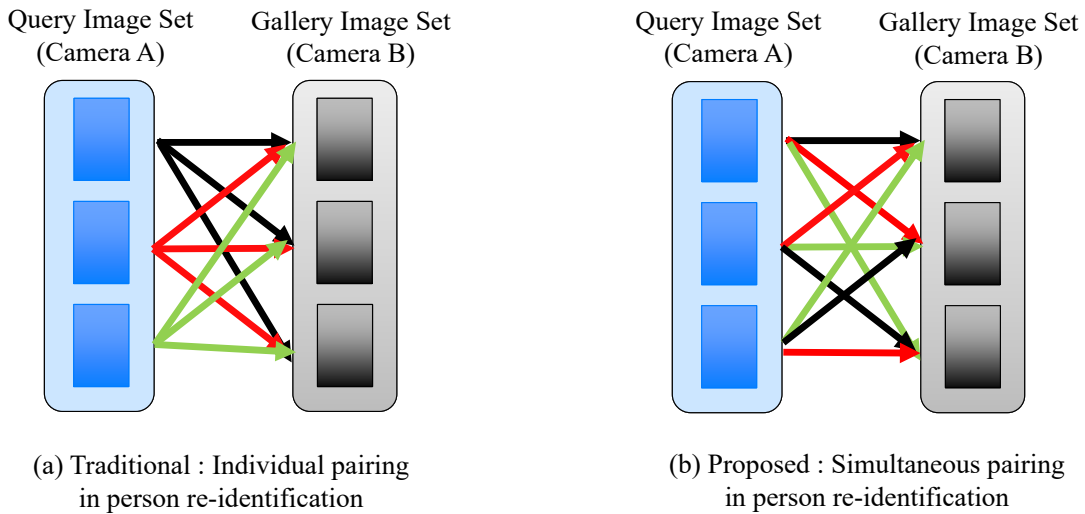 Query Image Set
(Camera A)
Gallery Image Set
(Camera B)
(a) Traditional : Individual pairing
in person re-identification
Query Image Set
(Camera A)
Gallery Image Set
(Camera B)
(b) Proposed : Simultaneous pairing
in person re-identification